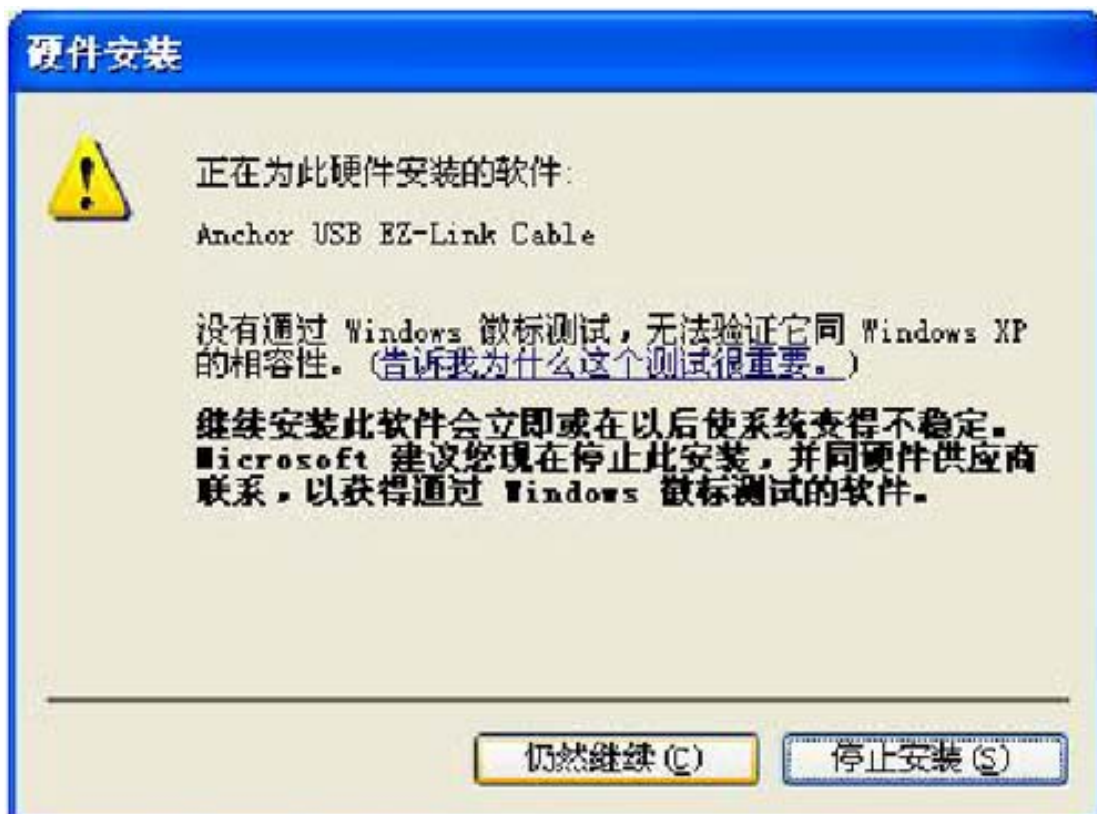 硬件安装
正在为此硬件安装的软件:
Anchor USB EZ-Link Cable
没有通过 Windows 徽标测试，无法验证它同 Windows XP
的相容性。(告诉我为什么这个测试很重要。)
继续安装此软件会立即或在以后使系统变得不稳定。
Microsoft 建议您现在停止此安装，并同硬件供应商
联系，以获得通过 Windows 徽标测试的软件。
仍然继续(C)
停止安装(S)